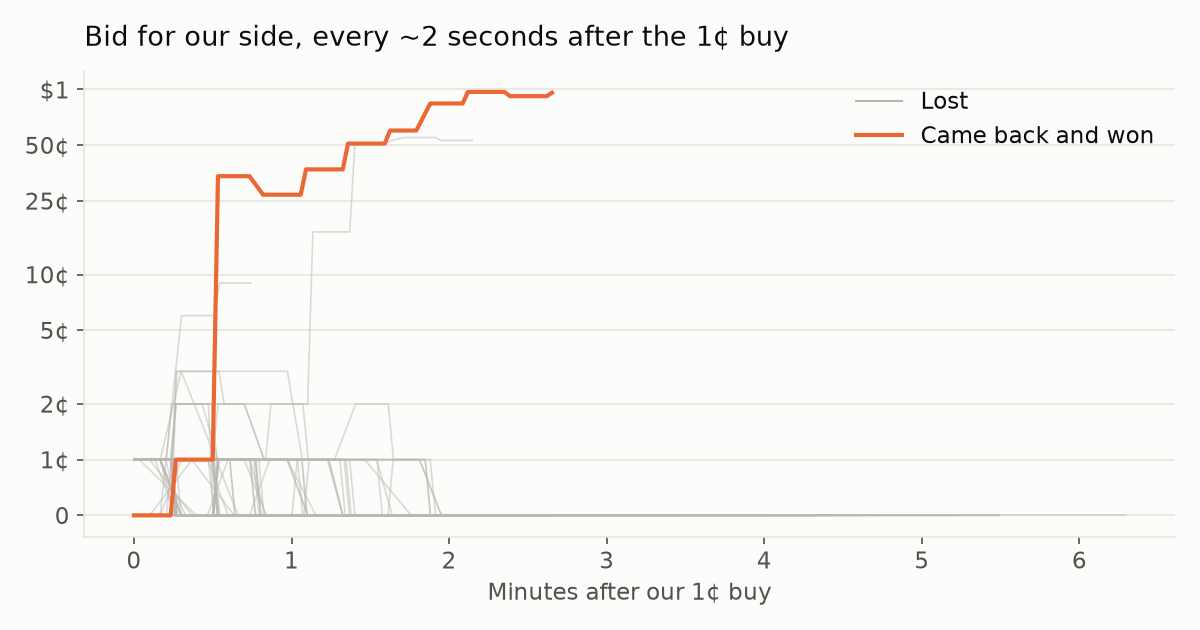 Bid for our side, every ~2 seconds after the 1¢ buy
$1
50¢
25¢
10¢
5¢
2¢
1¢
0
Lost
Came back and won
0 1 2 3 4 5 6
Minutes after our 1¢ buy